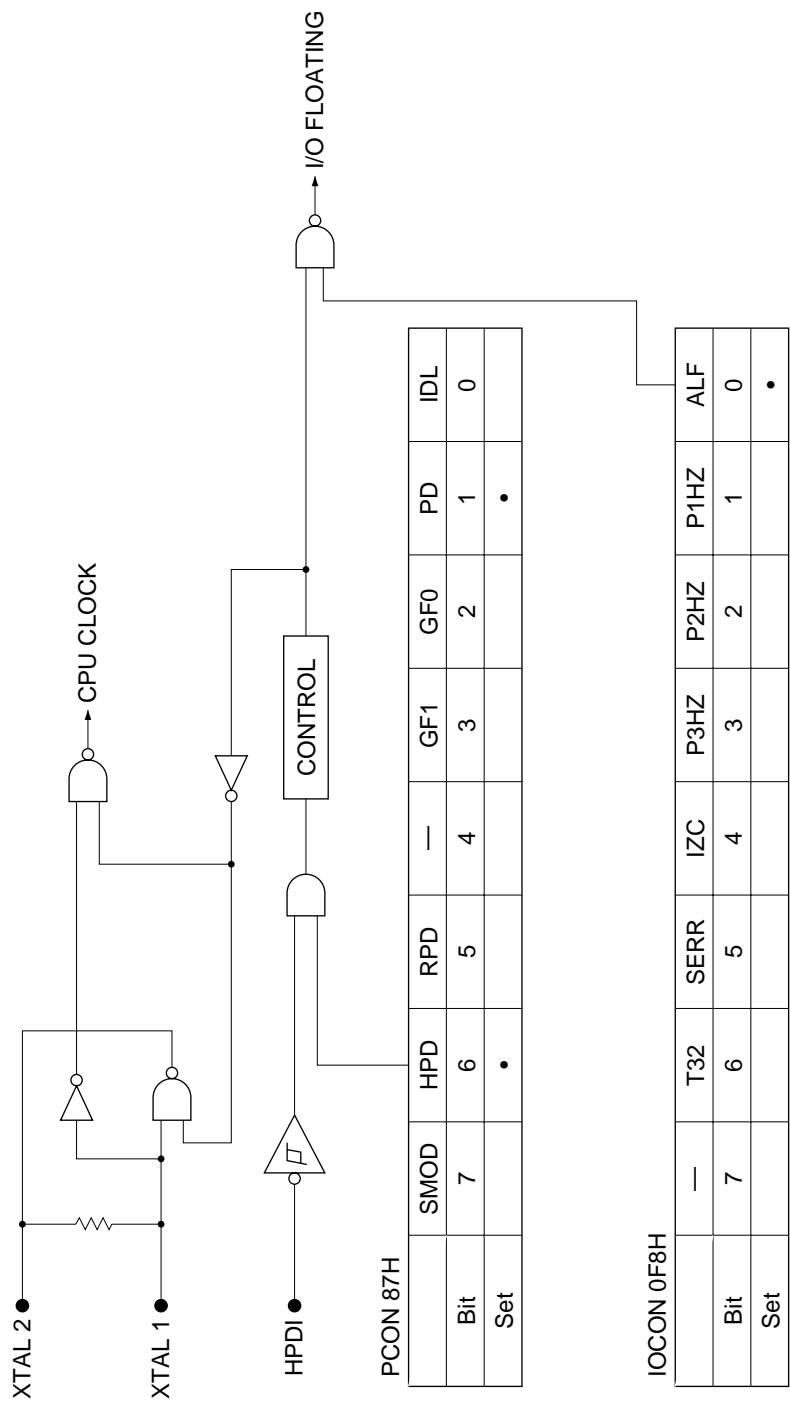 XTAL 2
XTAL 1
CPU CLOCK
HPDI
CONTROL
I/O FLOATING
PCON 87H
SMOD HPD RPD — GF1 GF0 PD IDL
Bit 7 6 5 4 3 2 1 0
Set • •
IOCON 0F8H
— T32 SERR IZC P3HZ P2HZ P1HZ ALF
Bit 7 6 5 4 3 2 1 0
Set •